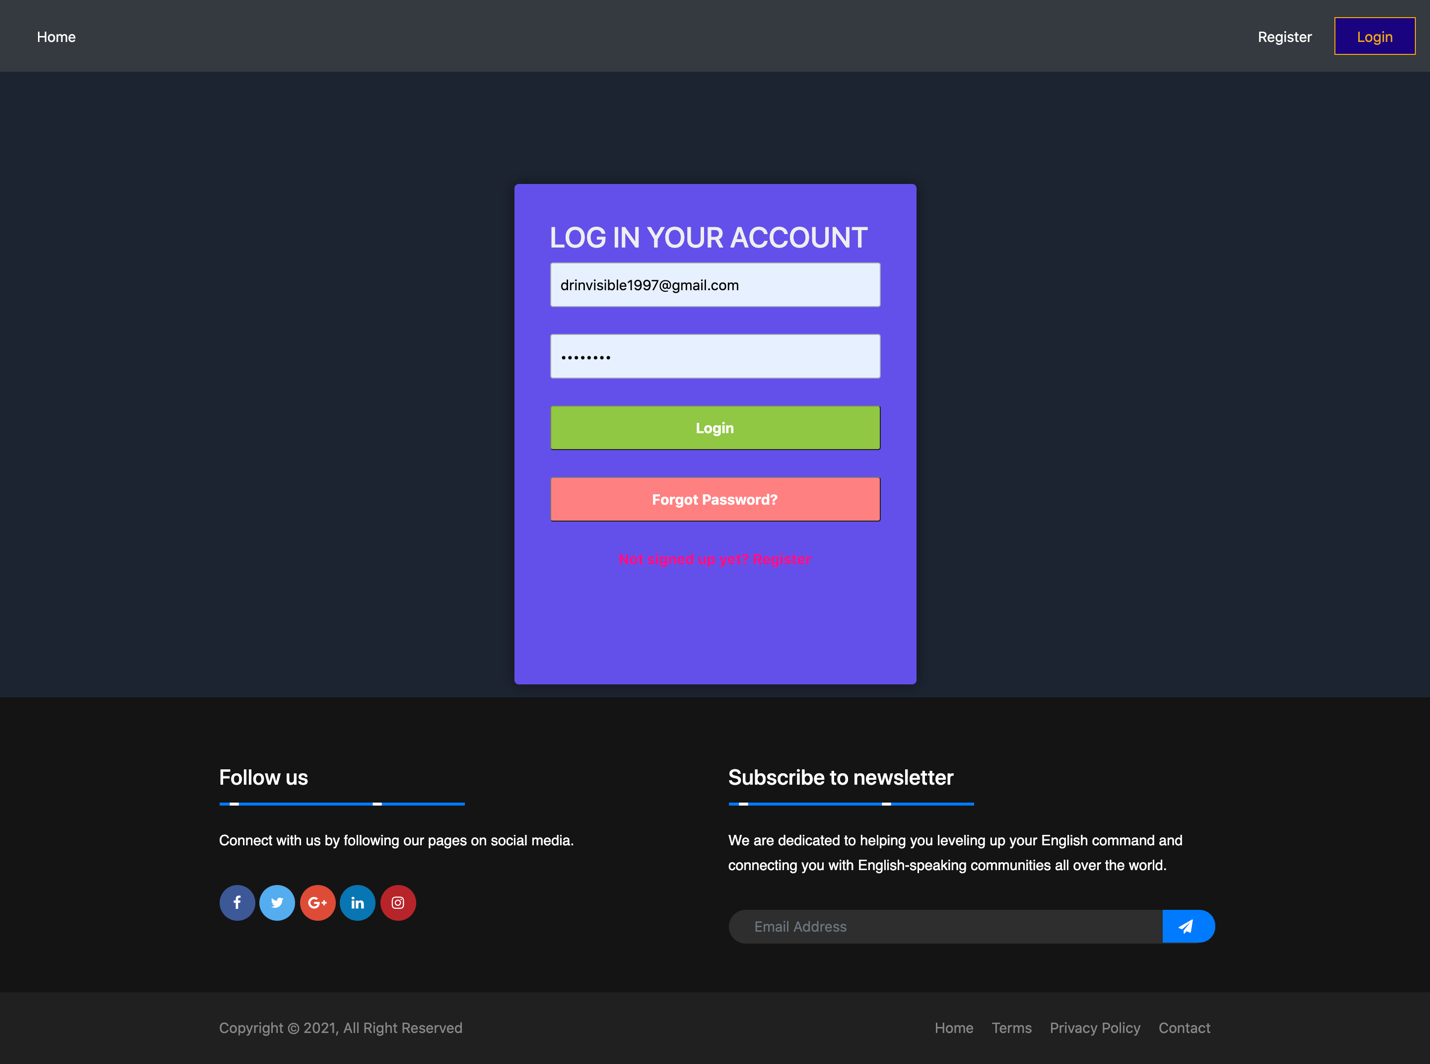 Home
Register
Login
LOG IN YOUR ACCOUNT
drinvisible1997@gmail.com
••••••••
Login
Forgot Password?
Not signed up yet? Register
Follow us
Connect with us by following our pages on social media.
f
G+
in
Subscribe to newsletter
We are dedicated to helping you leveling up your English command and
connecting you with English-speaking communities all over the world.
Email Address
Copyright © 2021, All Right Reserved
Home
Terms
Privacy Policy
Contact